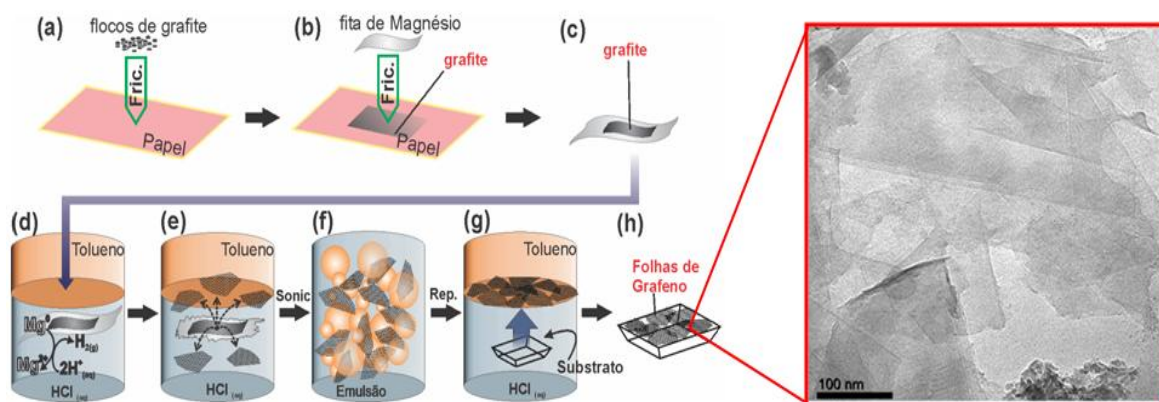 (a)
flocos de grafite
Fric.
Papel
(b)
fita de Magnésio
grafite
Fric.
Papel
(c)
grafite
(d)
Tolueno
Mg⁰
H₂(g)
Mg²⁺
2H⁺(aq)
HCl (aq)
(e)
Tolueno
HCl (aq)
Sonic
(f)
Emulsão
Rep.
(g)
Tolueno
Substrato
HCl (aq)
(h)
Folhas de
Grafeno
100 nm